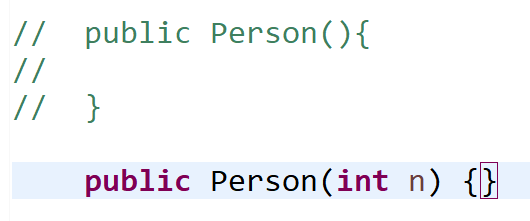 //  public Person(){
//
//  }
    public Person(int n) {}